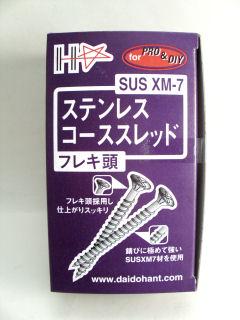 for PRO & DIY
SUS XM-7
ステンレス
コーススレッド
フレキ頭
フレキ頭採用し
仕上がりスッキリ
錆びに極めて強い
SUSXM7材を使用
www.daidohant.com